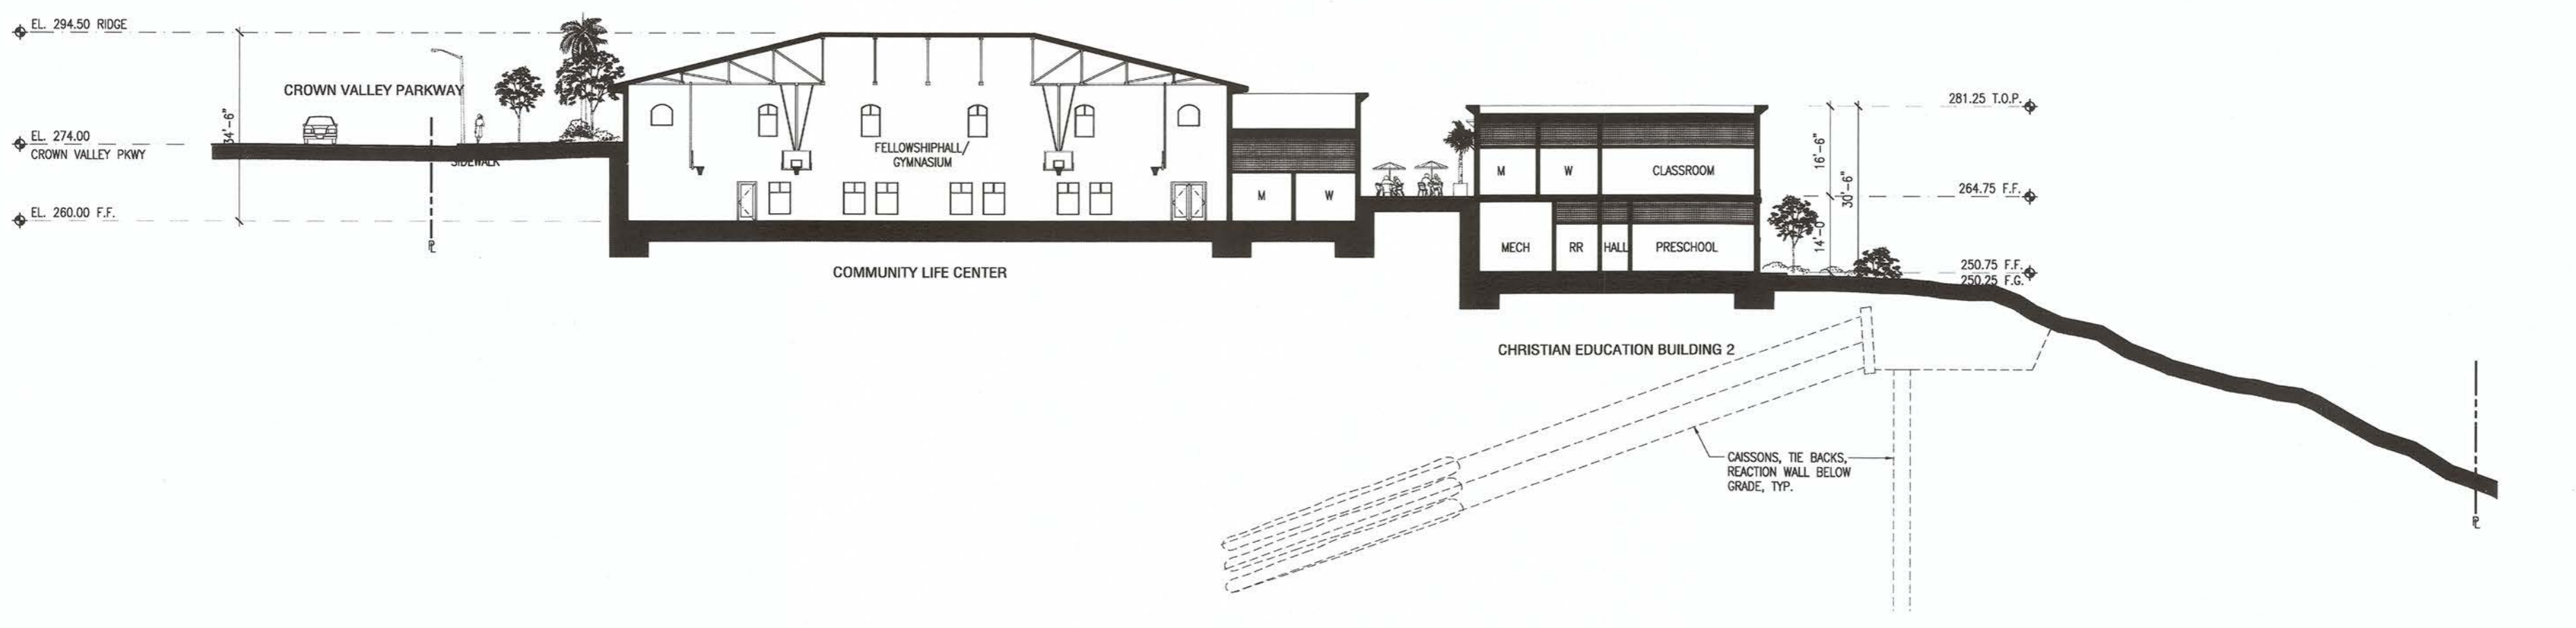 EL. 294.50 RIDGE
CROWN VALLEY PARKWAY
34'-6"
EL. 274.00
CROWN VALLEY PKWY
SIDEWALK
EL. 260.00 F.F.
PL
FELLOWSHIPHALL/
GYMNASIUM
M
W
COMMUNITY LIFE CENTER
M
W
CLASSROOM
MECH
RR
HALL
PRESCHOOL
CHRISTIAN EDUCATION BUILDING 2
281.25 T.O.P.
16'-6"
30'-6"
264.75 F.F.
14'-0"
250.75 F.F.
250.25 F.G.
CAISSONS, TIE BACKS,
REACTION WALL BELOW
GRADE, TYP.
PL